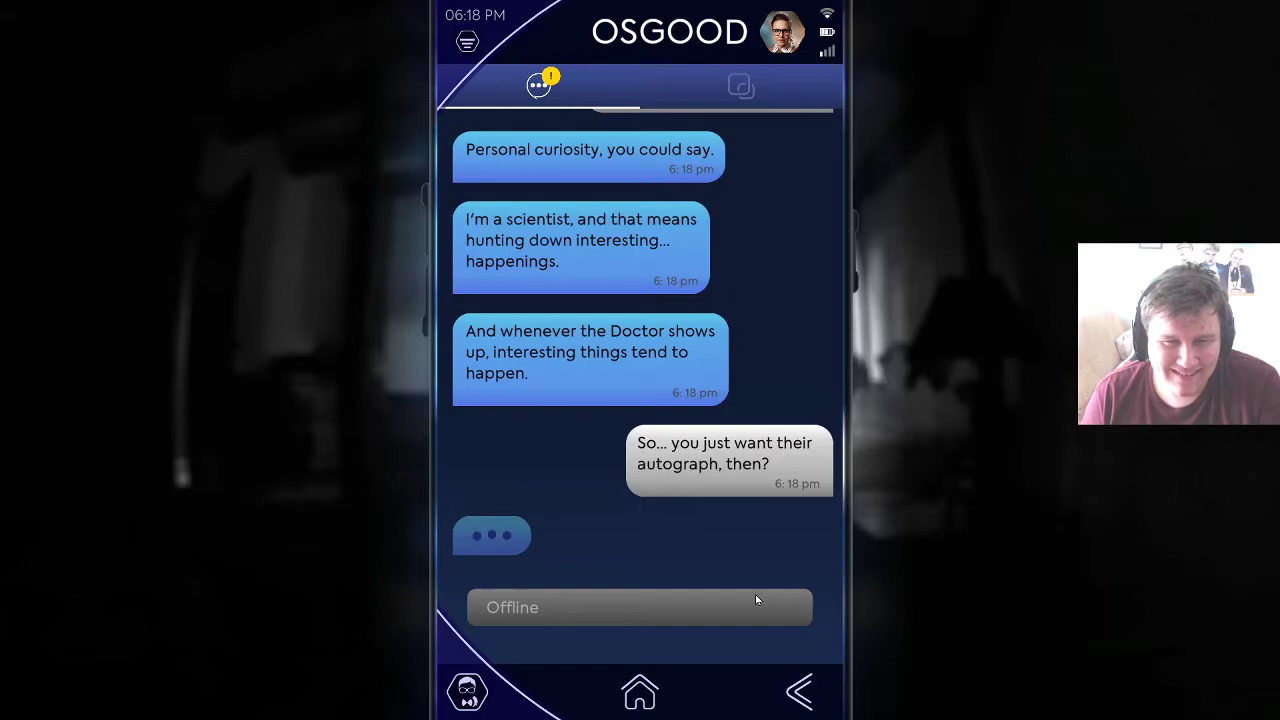 06:18 PM
OSGOOD
!
Personal curiosity, you could say.
6: 18 pm
I'm a scientist, and that means
hunting down interesting...
happenings.
6: 18 pm
And whenever the Doctor shows
up, interesting things tend to
happen.
6: 18 pm
So... you just want their
autograph, then?
6: 18 pm
Offline